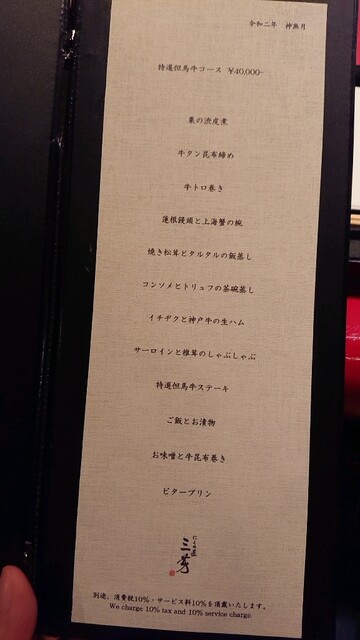 令和二年 神無月
特選但馬牛コース ¥40,000-
栗の渋皮煮
牛タン昆布締め
牛トロ巻き
蓮根饅頭と上海蟹の椀
焼き松茸とタルタルの飯蒸し
コンソメとトリュフの茶碗蒸し
イチヂクと神戸牛の生ハム
サーロインと椎茸のしゃぶしゃぶ
特選但馬牛ステーキ
ご飯とお漬物
お味噌と牛昆布巻き
ビタープリン
にくの匠
三芳
別途、消費税10%・サービス料10%を頂戴いたします。
We charge 10% tax and 10% service charge.